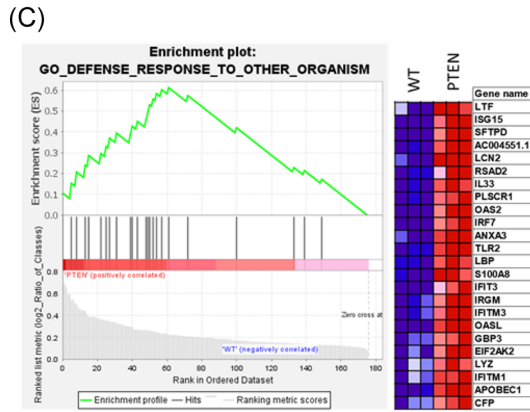 (C)
Enrichment plot:
GO_DEFENSE_RESPONSE_TO_OTHER_ORGANISM
Enrichment score (ES)
0.6
0.5
0.4
0.3
0.2
0.1
0.0
'PTEN' (positively correlated)
Ranked list metric (log2_Ratio_of_Classes)
0.8
0.6
0.4
0.2
0.0
Zero cross at
'WT' (negatively correlated)
0 20 40 60 80 100 120 140 160 180
Rank in Ordered Dataset
Enrichment profile Hits Ranking metric scores
WT PTEN
Gene name
LTF
ISG15
SFTPD
AC004551.1
LCN2
RSAD2
IL33
PLSCR1
OAS2
IRF7
ANXA3
TLR2
LBP
S100A8
IFIT3
IRGM
IFITM3
OASL
GBP3
EIF2AK2
LYZ
IFITM1
APOBEC1
CFP